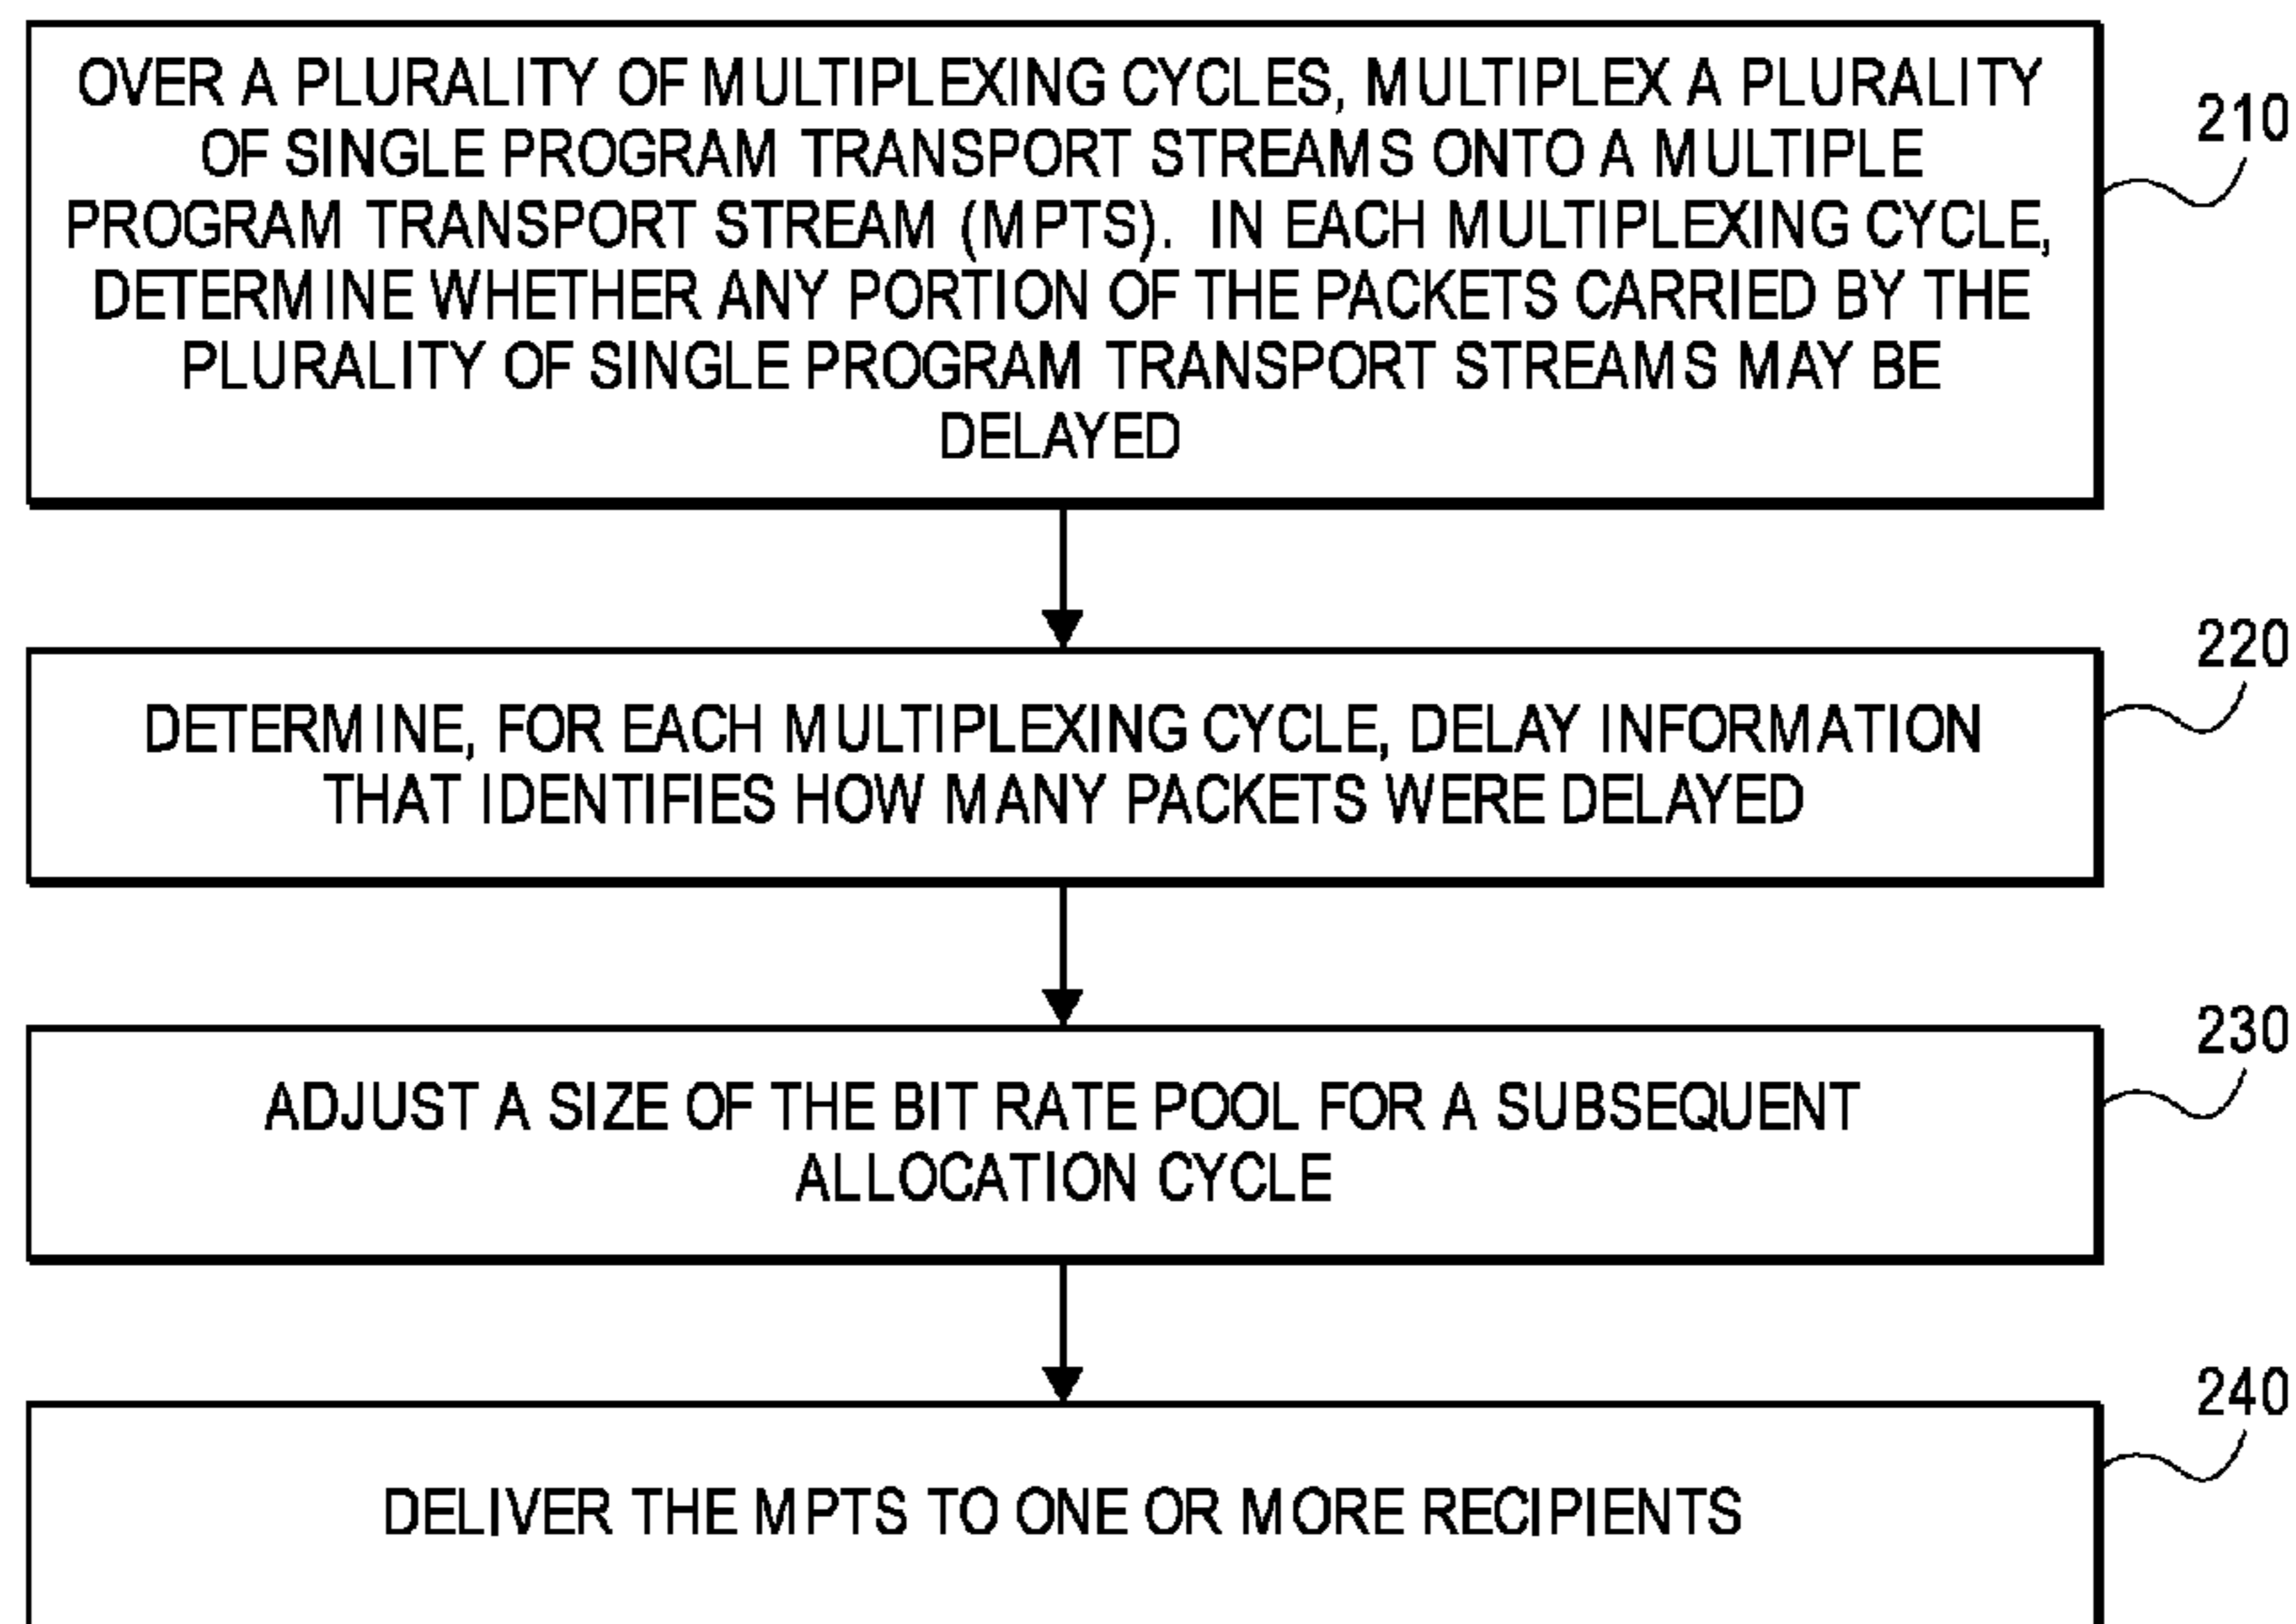 OVER A PLURALITY OF MULTIPLEXING CYCLES, MULTIPLEX A PLURALITY
OF SINGLE PROGRAM TRANSPORT STREAMS ONTO A MULTIPLE
PROGRAM TRANSPORT STREAM (MPTS). IN EACH MULTIPLEXING CYCLE,
DETERMINE WHETHER ANY PORTION OF THE PACKETS CARRIED BY THE
PLURALITY OF SINGLE PROGRAM TRANSPORT STREAMS MAY BE
DELAYED
210
DETERMINE, FOR EACH MULTIPLEXING CYCLE, DELAY INFORMATION
THAT IDENTIFIES HOW MANY PACKETS WERE DELAYED
220
ADJUST A SIZE OF THE BIT RATE POOL FOR A SUBSEQUENT
ALLOCATION CYCLE
230
DELIVER THE MPTS TO ONE OR MORE RECIPIENTS
240